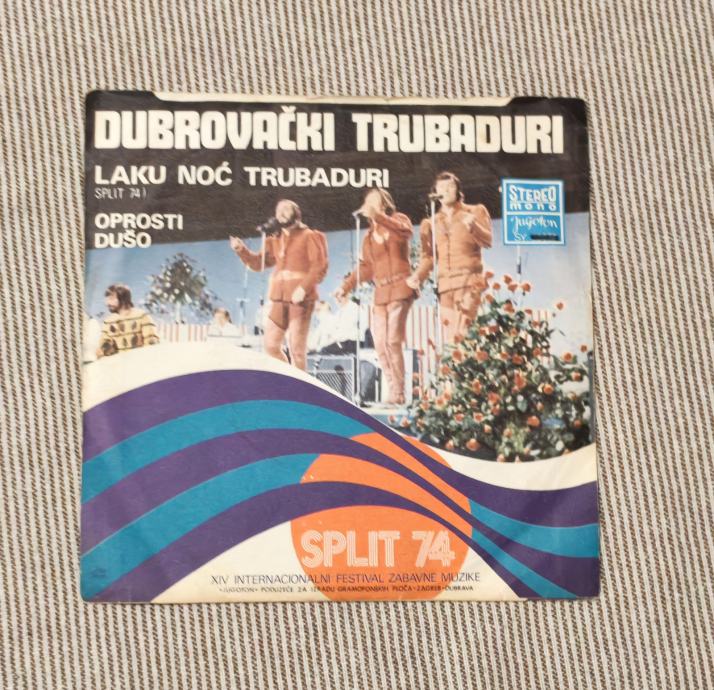 DUBROVAČKI TRUBADURI
LAKU NOĆ TRUBADURI
SPLIT 74)
OPROSTI
DUŠO
STEREO
mono
Jugoton
SPLIT 74
XIV INTERNACIONALNI FESTIVAL ZABAVNE MUZIKE
»JUGOTON« PODUZEĆE ZA IZRADU GRAMOFONSKIH PLOČA-ZAGREB-DUBRAVA